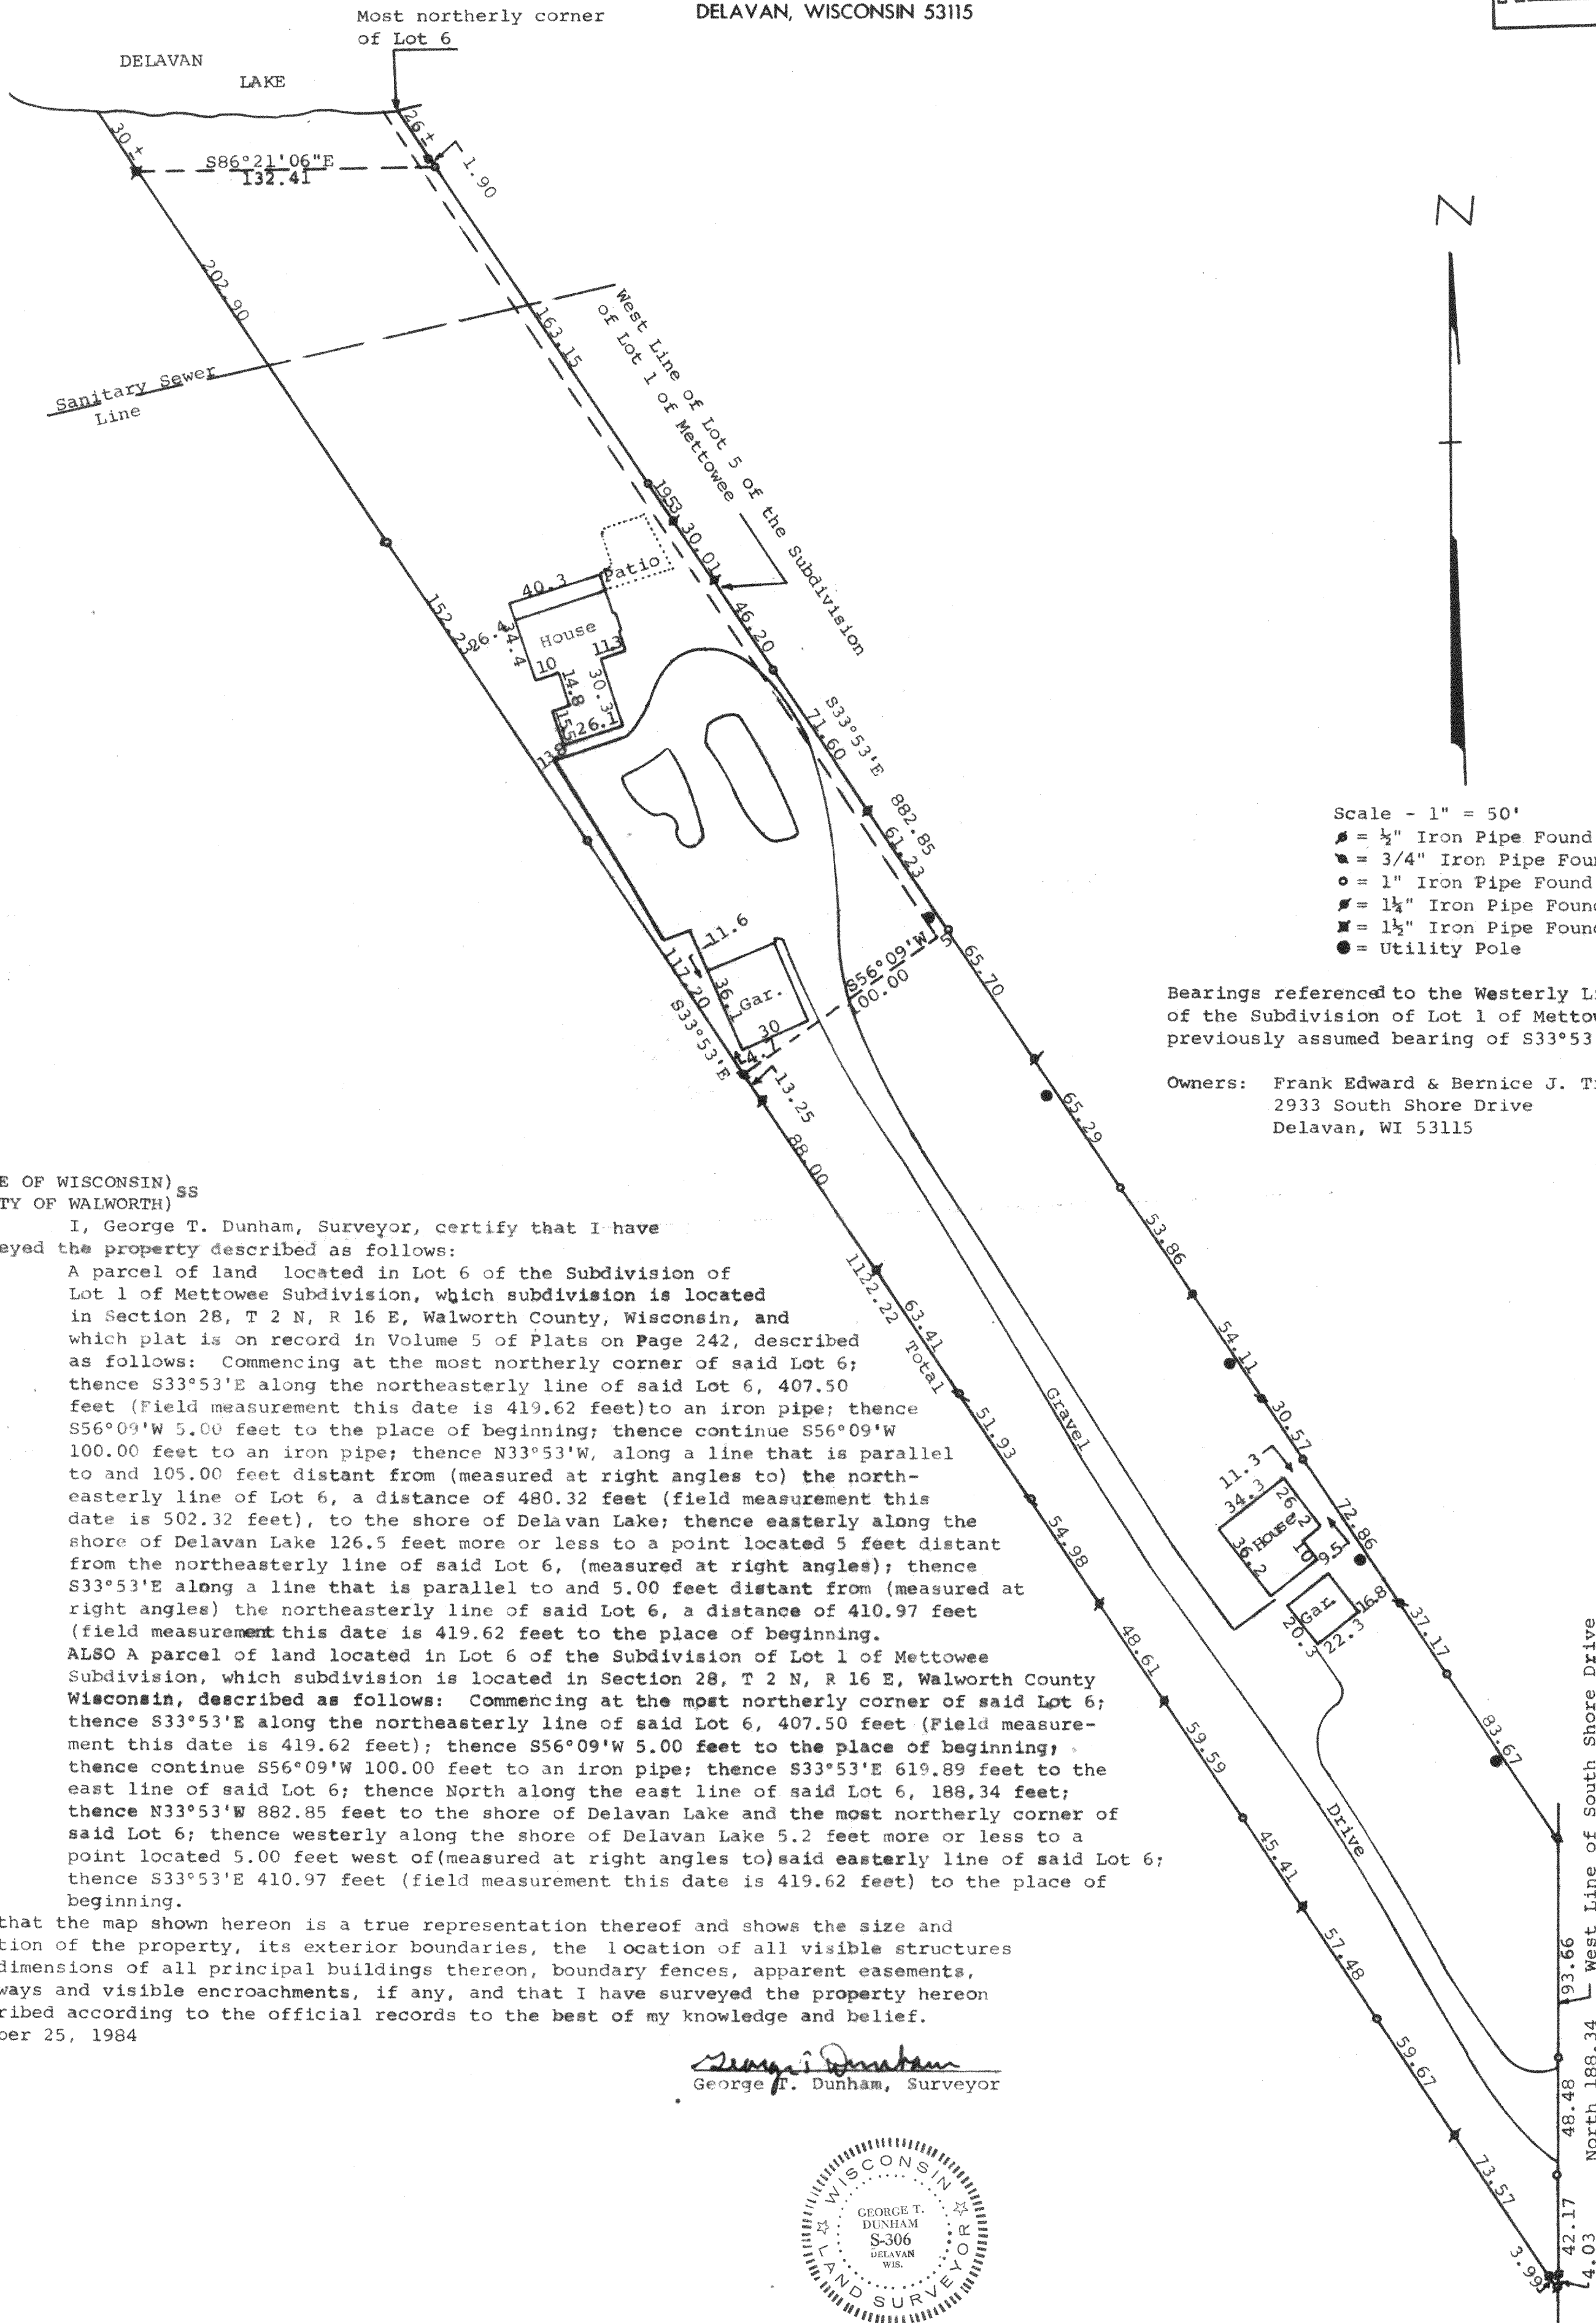 DELAVAN, WISCONSIN 53115
Most northerly corner
of Lot 6
DELAVAN
LAKE
26±
30±
1.90
S86°21'06"E
132.41
N
202.90
163.15
West Line of Lot 5 of the Subdivision
of Lot 1 of Mettowee
Sanitary Sewer
Line
30.01
Patio
40.3
46.20
152.23
26.4
34.4
House
10
14.8
30.3
26.1
S33°53'E 882.85
71.60
61.23
Scale - 1" = 50'
= ½" Iron Pipe Found
= 3/4" Iron Pipe Fou
= 1" Iron Pipe Found
= 1¼" Iron Pipe Foun
= 1½" Iron Pipe Foun
= Utility Pole
11.6
117.20
S33°53'E
36.1
Gar.
30
4.1
13.25
S56°09'W
100.00
5
65.70
Bearings referenced to the Westerly L
of the Subdivision of Lot 1 of Metto
previously assumed bearing of S33°53
Owners: Frank Edward & Bernice J. T
2933 South Shore Drive
Delavan, WI 53115
65.29
88.00
53.86
1122.22 Total
63.41
54.11
51.93
Gravel
30.57
E OF WISCONSIN)
SS
TY OF WALWORTH)
I, George T. Dunham, Surveyor, certify that I have
eyed the property described as follows:
A parcel of land located in Lot 6 of the Subdivision of
Lot 1 of Mettowee Subdivision, which subdivision is located
in Section 28, T 2 N, R 16 E, Walworth County, Wisconsin, and
which plat is on record in Volume 5 of Plats on Page 242, described
as follows: Commencing at the most northerly corner of said Lot 6;
thence S33°53'E along the northeasterly line of said Lot 6, 407.50
feet (Field measurement this date is 419.62 feet)to an iron pipe; thence
S56°09'W 5.00 feet to the place of beginning; thence continue S56°09'W
100.00 feet to an iron pipe; thence N33°53'W, along a line that is parallel
to and 105.00 feet distant from (measured at right angles to) the north-
easterly line of Lot 6, a distance of 480.32 feet (field measurement this
date is 502.32 feet), to the shore of Delavan Lake; thence easterly along the
shore of Delavan Lake 126.5 feet more or less to a point located 5 feet distant
from the northeasterly line of said Lot 6, (measured at right angles); thence
S33°53'E along a line that is parallel to and 5.00 feet distant from (measured at
right angles) the northeasterly line of said Lot 6, a distance of 410.97 feet
(field measurement this date is 419.62 feet to the place of beginning.
ALSO A parcel of land located in Lot 6 of the Subdivision of Lot 1 of Mettowee
Subdivision, which subdivision is located in Section 28, T 2 N, R 16 E, Walworth County
Wisconsin, described as follows: Commencing at the most northerly corner of said Lot 6;
thence S33°53'E along the northeasterly line of said Lot 6, 407.50 feet (Field measure-
ment this date is 419.62 feet); thence S56°09'W 5.00 feet to the place of beginning;
thence continue S56°09'W 100.00 feet to an iron pipe; thence S33°53'E 619.89 feet to the
east line of said Lot 6; thence North along the east line of said Lot 6, 188.34 feet;
thence N33°53'W 882.85 feet to the shore of Delavan Lake and the most northerly corner of
said Lot 6; thence westerly along the shore of Delavan Lake 5.2 feet more or less to a
point located 5.00 feet west of(measured at right angles to)said easterly line of said Lot 6;
thence S33°53'E 410.97 feet (field measurement this date is 419.62 feet) to the place of
beginning.
that the map shown hereon is a true representation thereof and shows the size and
tion of the property, its exterior boundaries, the location of all visible structures
dimensions of all principal buildings thereon, boundary fences, apparent easements,
ways and visible encroachments, if any, and that I have surveyed the property hereon
ribed according to the official records to the best of my knowledge and belief.
ber 25, 1984
11.3
34.3
26.2
House
36.2
10
9.5
72.86
54.98
Gar.
16.8
20.3
22.3
37.17
48.61
59.59
83.67
45.41
Drive
57.48
93.66
West Line of South Shore Drive
North 188.34
59.67
48.48
73.57
42.17
3.99
4.03
George T. Dunham
George T. Dunham, Surveyor
WISCONSIN
GEORGE T.
DUNHAM
S-306
DELAVAN
WIS.
LAND SURVEYOR